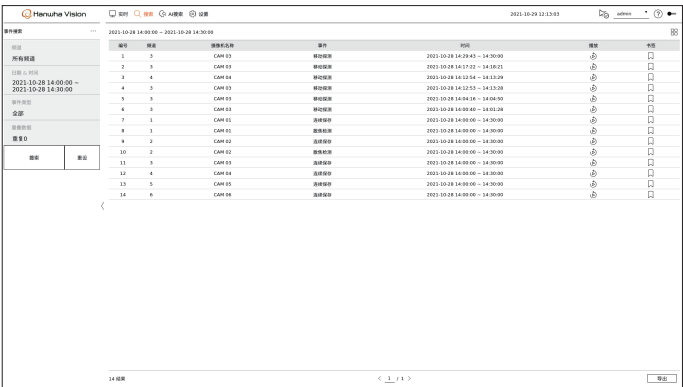 Hanwha Vision 实时 搜索 AI搜索 设置 2021-10-29 12:13:03 admin
事件搜索
2021-10-28 14:00:00 ~ 2021-10-28 14:30:00
频道
所有频道
日期 & 时间
2021-10-28 14:00:00 ~
2021-10-28 14:30:00
事件类型
全部
重叠数据
重复0
搜索 重设
编号 频道 摄像机名称 事件 时间 播放 书签
1 3 CAM 03 移动探测 2021-10-28 14:29:43 ~ 14:30:00
2 3 CAM 03 移动探测 2021-10-28 14:17:22 ~ 14:18:21
3 4 CAM 04 移动探测 2021-10-28 14:12:54 ~ 14:13:29
4 3 CAM 03 移动探测 2021-10-28 14:12:53 ~ 14:13:28
5 3 CAM 03 移动探测 2021-10-28 14:04:16 ~ 14:04:50
6 3 CAM 03 移动探测 2021-10-28 14:00:40 ~ 14:01:28
7 1 CAM 01 连续保存 2021-10-28 14:00:00 ~ 14:30:00
8 1 CAM 01 散焦检测 2021-10-28 14:00:00 ~ 14:30:00
9 2 CAM 02 连续保存 2021-10-28 14:00:00 ~ 14:30:00
10 2 CAM 02 散焦检测 2021-10-28 14:00:00 ~ 14:30:00
11 3 CAM 03 连续保存 2021-10-28 14:00:00 ~ 14:30:00
12 4 CAM 04 连续保存 2021-10-28 14:00:00 ~ 14:30:00
13 5 CAM 05 连续保存 2021-10-28 14:00:00 ~ 14:30:00
14 6 CAM 06 连续保存 2021-10-28 14:00:00 ~ 14:30:00
14 结果 1 / 1 导出